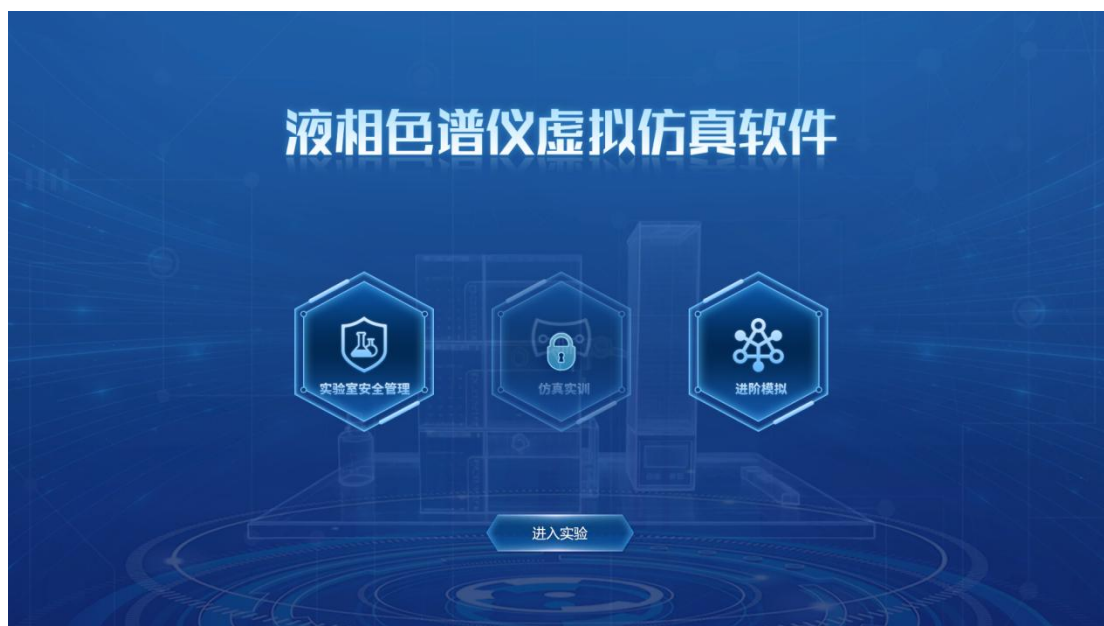 液相色谱仪虚拟仿真软件
实验室安全管理
仿真实训
进阶模拟
进入实验